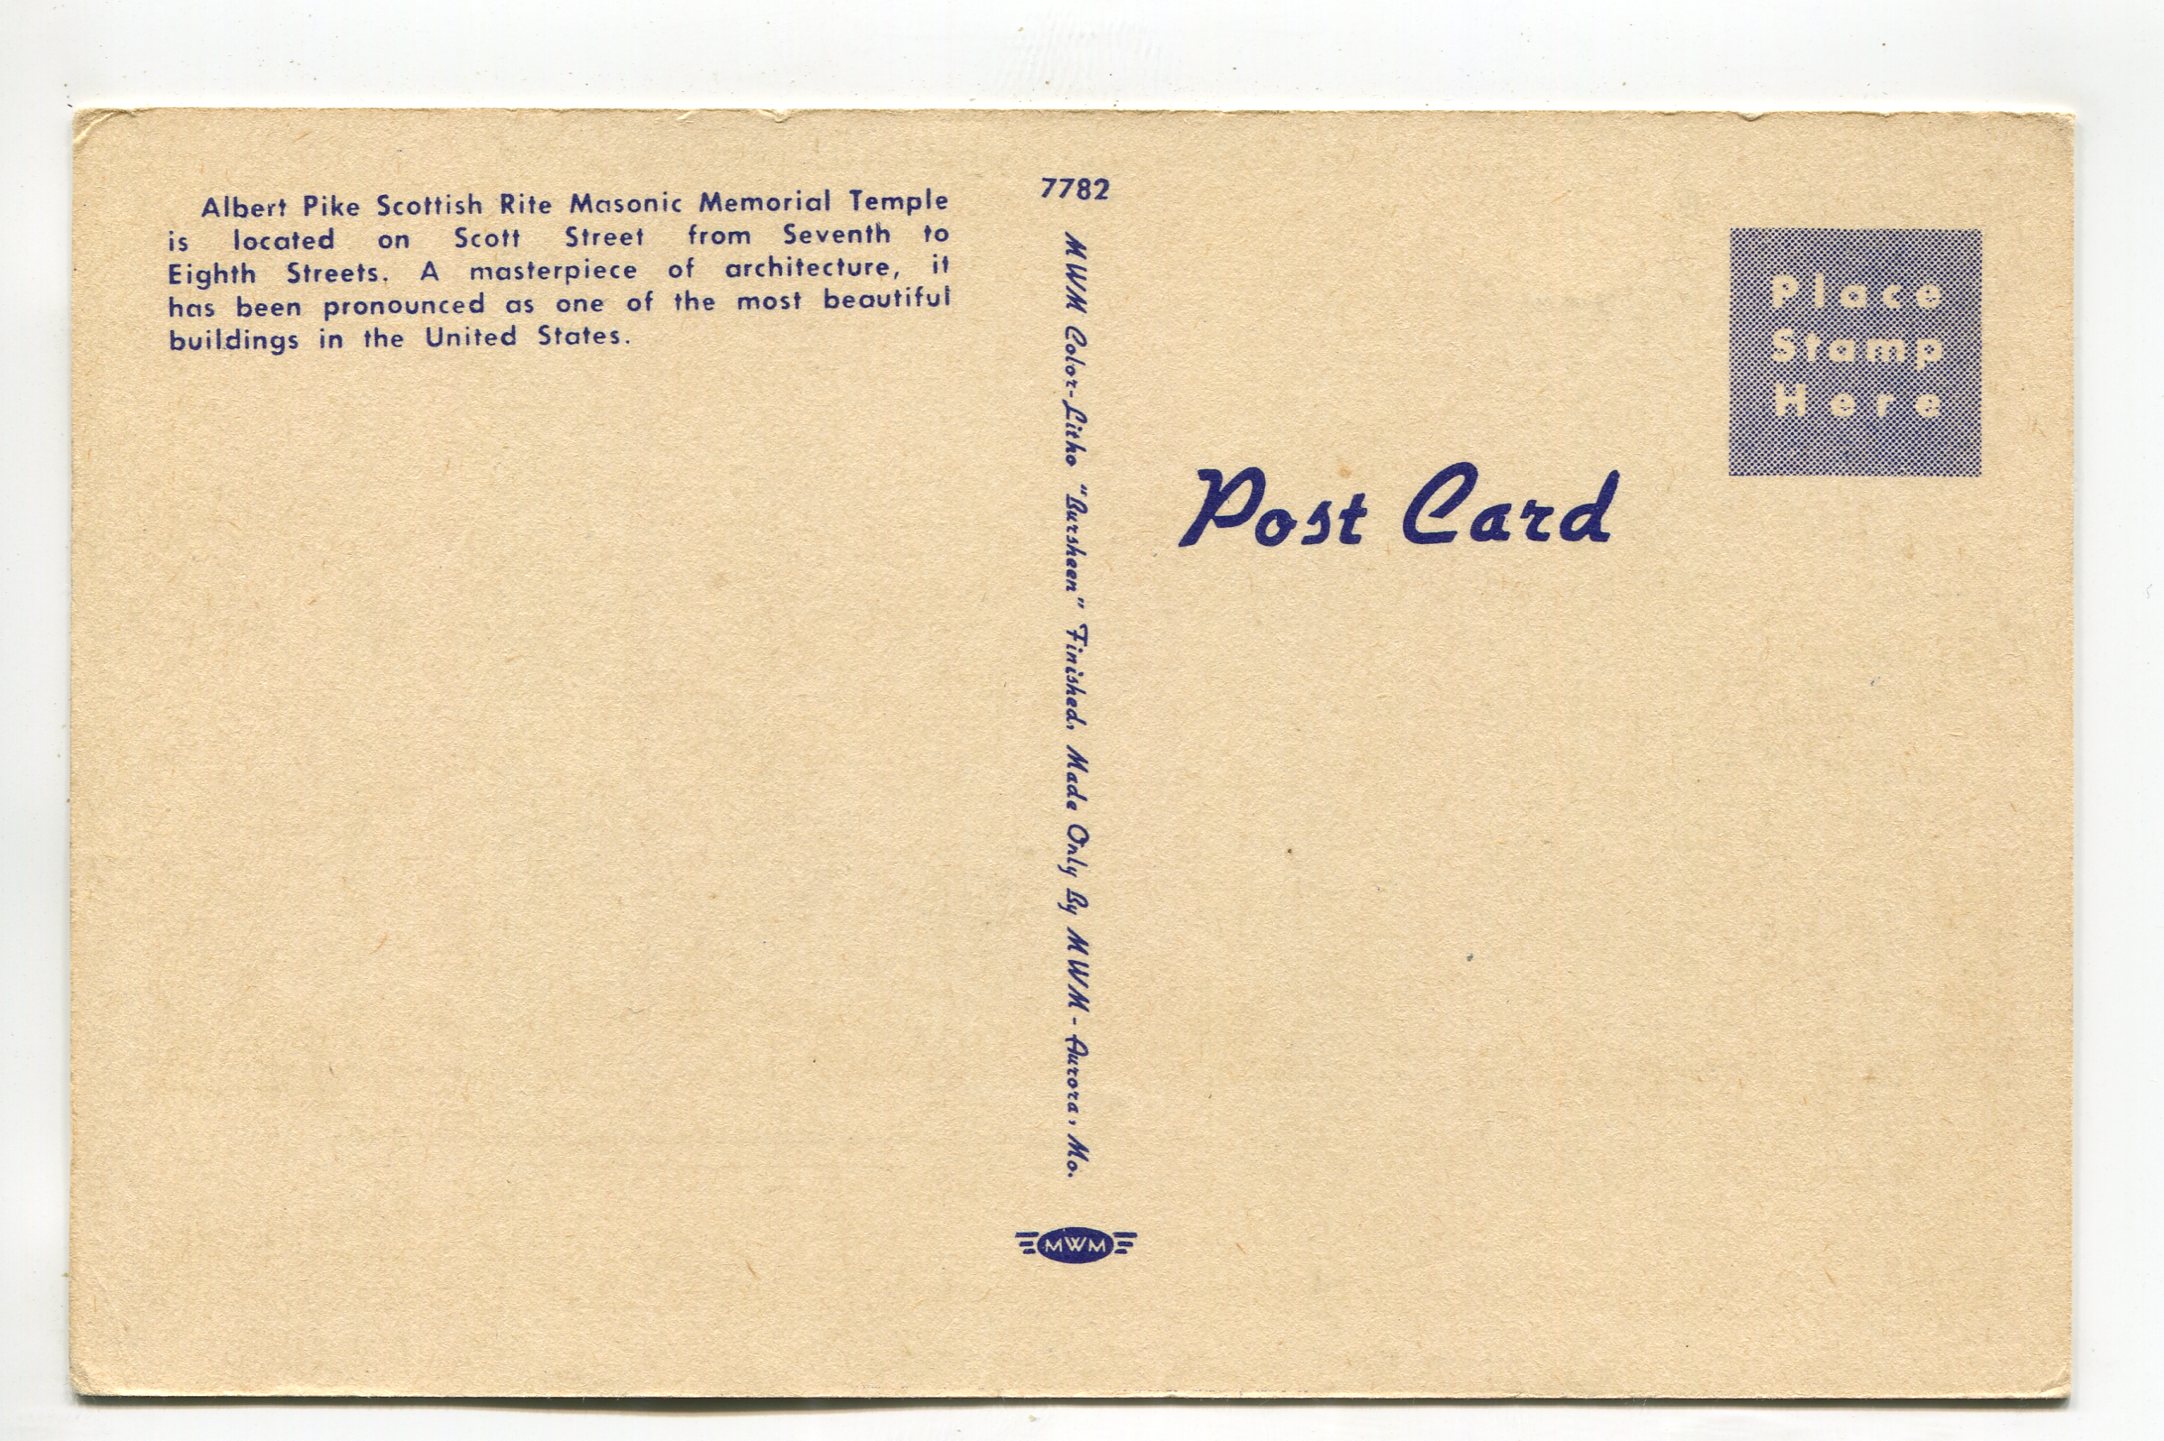 Albert Pike Scottish Rite Masonic Memorial Temple
is located on Scott Street from Seventh to
Eighth Streets. A masterpiece of architecture, it
has been pronounced as one of the most beautiful
buildings in the United States.
7782
MWM Color-Litho "Bursheen" Finished, Made Only By MWM - Aurora, Mo.
MWM
Post Card
Place
Stamp
Here